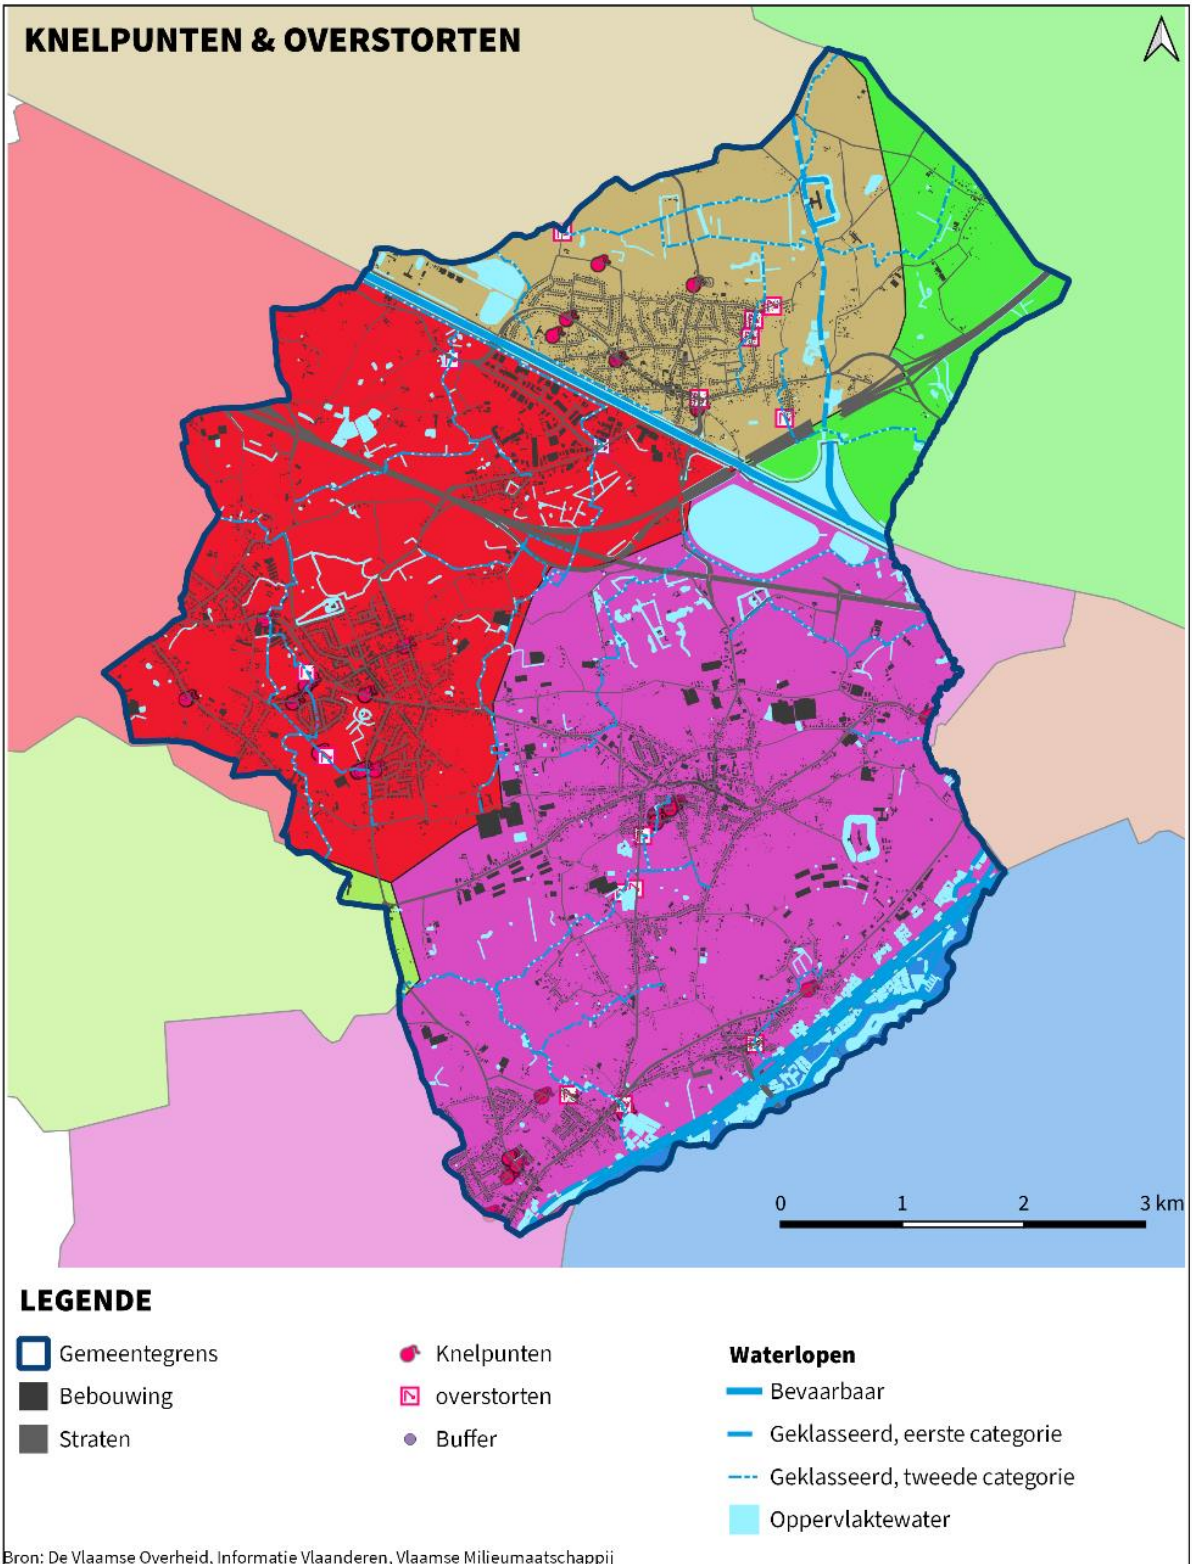 KNELPUNTEN & OVERSTORTEN
0 1 2 3 km
LEGENDE
Gemeentegrens
Bebouwing
Straten
Knelpunten
overstorten
Buffer
Waterlopen
Bevaarbaar
Geklasseerd, eerste categorie
Geklasseerd, tweede categorie
Oppervlaktewater
Bron: De Vlaamse Overheid, Informatie Vlaanderen, Vlaamse Milieumaatschappij